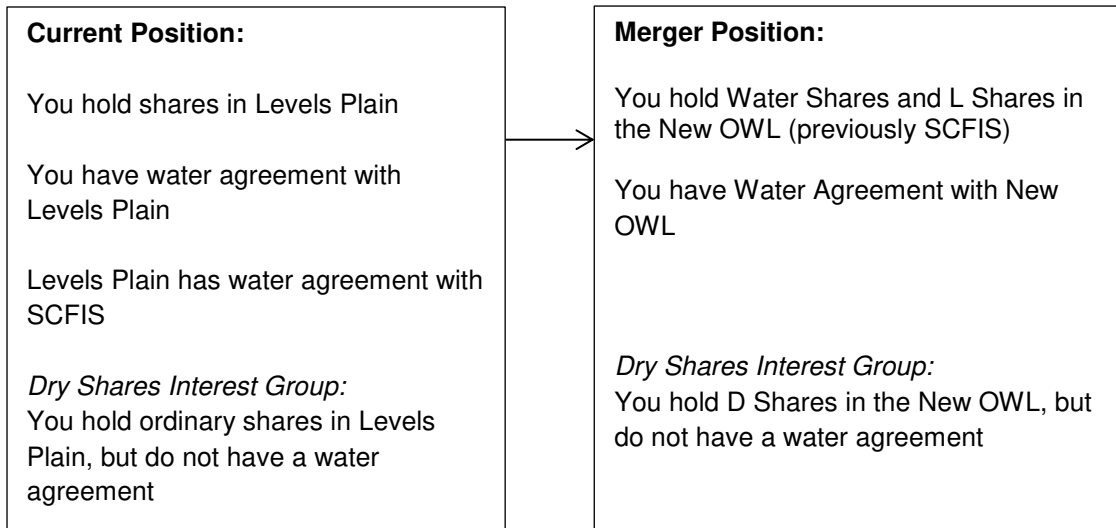 Current Position:
You hold shares in Levels Plain
You have water agreement with
Levels Plain
Levels Plain has water agreement with
SCFIS
Dry Shares Interest Group:
You hold ordinary shares in Levels
Plain, but do not have a water
agreement
Merger Position:
You hold Water Shares and L Shares in
the New OWL (previously SCFIS)
You have Water Agreement with New
OWL
Dry Shares Interest Group:
You hold D Shares in the New OWL, but
do not have a water agreement